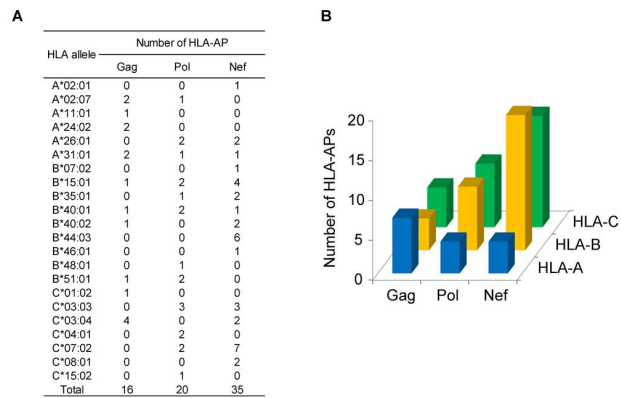 A
HLA allele Number of HLA-AP
Gag Pol Nef
A*02:01 0 0 1
A*02:07 2 1 0
A*11:01 1 0 0
A*24:02 2 0 0
A*26:01 0 2 2
A*31:01 2 1 1
B*07:02 0 0 1
B*15:01 1 2 4
B*35:01 0 1 2
B*40:01 1 2 1
B*40:02 1 0 2
B*44:03 0 0 6
B*46:01 0 0 1
B*48:01 0 1 0
B*51:01 1 2 0
C*01:02 1 0 0
C*03:03 0 3 3
C*03:04 4 0 2
C*04:01 0 2 0
C*07:02 0 2 7
C*08:01 0 0 2
C*15:02 0 1 0
Total 16 20 35
B
Number of HLA-APs
20
15
10
5
0
Gag Pol Nef
HLA-C
HLA-B
HLA-A